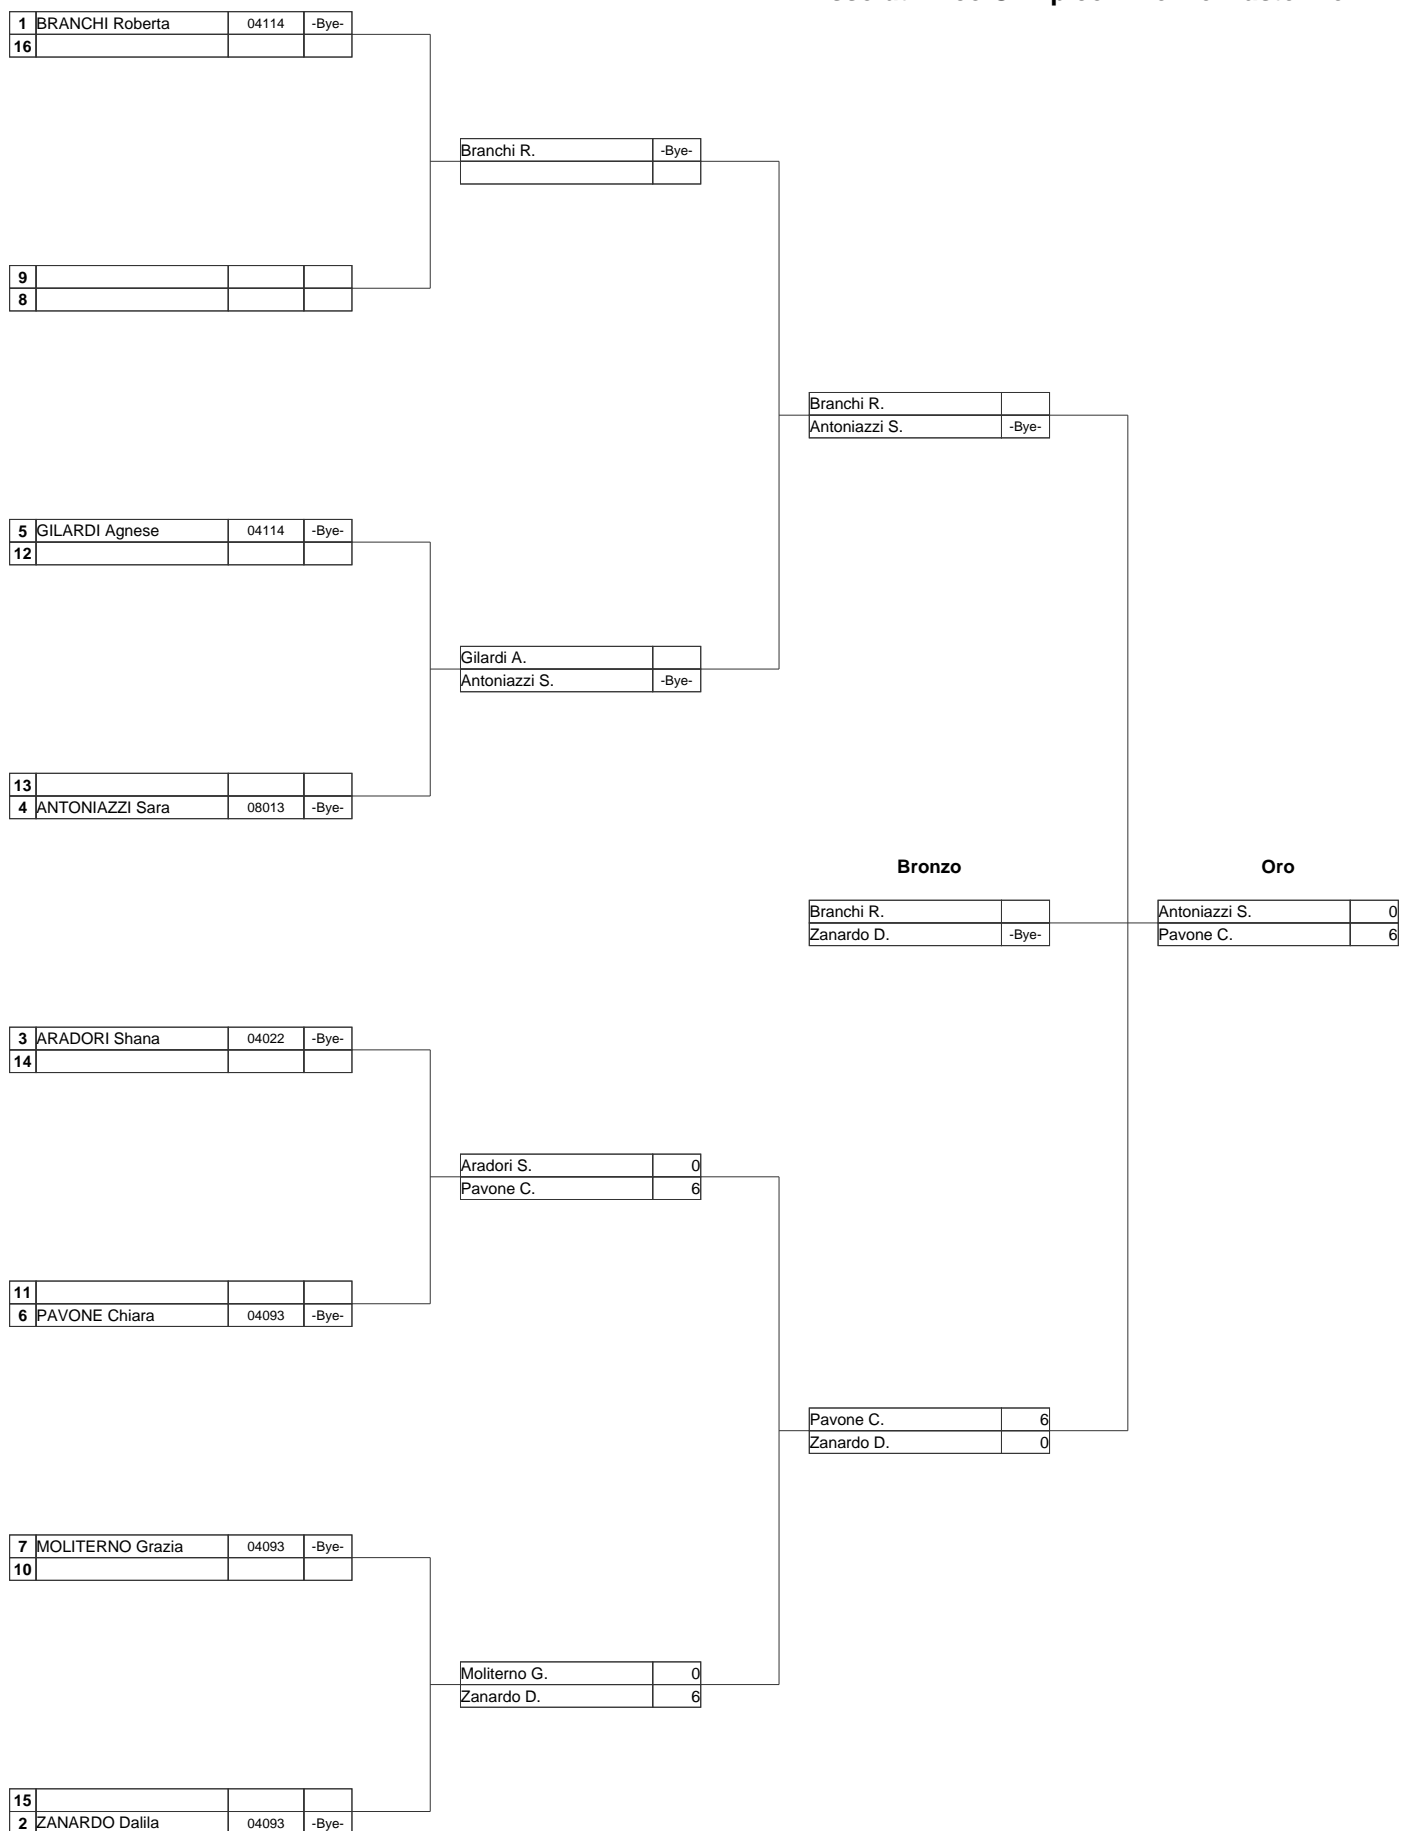 1 BRANCHI Roberta 04114 -Bye-
16
Branchi R. -Bye-
9
8
Branchi R.
Antoniazzi S. -Bye-
5 GILARDI Agnese 04114 -Bye-
12
Gilardi A.
Antoniazzi S. -Bye-
13
4 ANTONIAZZI Sara 08013 -Bye-
Bronzo Oro
Branchi R. Antoniazzi S. 0
Zanardo D. -Bye- Pavone C. 6
3 ARADORI Shana 04022 -Bye-
14
Aradori S. 0
Pavone C. 6
11
6 PAVONE Chiara 04093 -Bye-
Pavone C. 6
Zanardo D. 0
7 MOLITERNO Grazia 04093 -Bye-
10
Moliterno G. 0
Zanardo D. 6
15
2 ZANARDO Dalila 04093 -Bye-